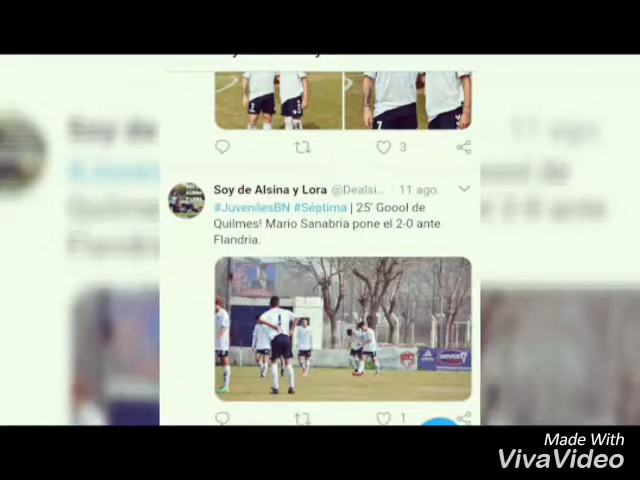 3
Soy de Alsina y Lora @Dealsi... 11 ago.
#JuvenilesBN #Séptima | 25' Goool de
Quilmes! Mario Sanabria pone el 2-0 ante
Flandria.
1
Made With
VivaVideo